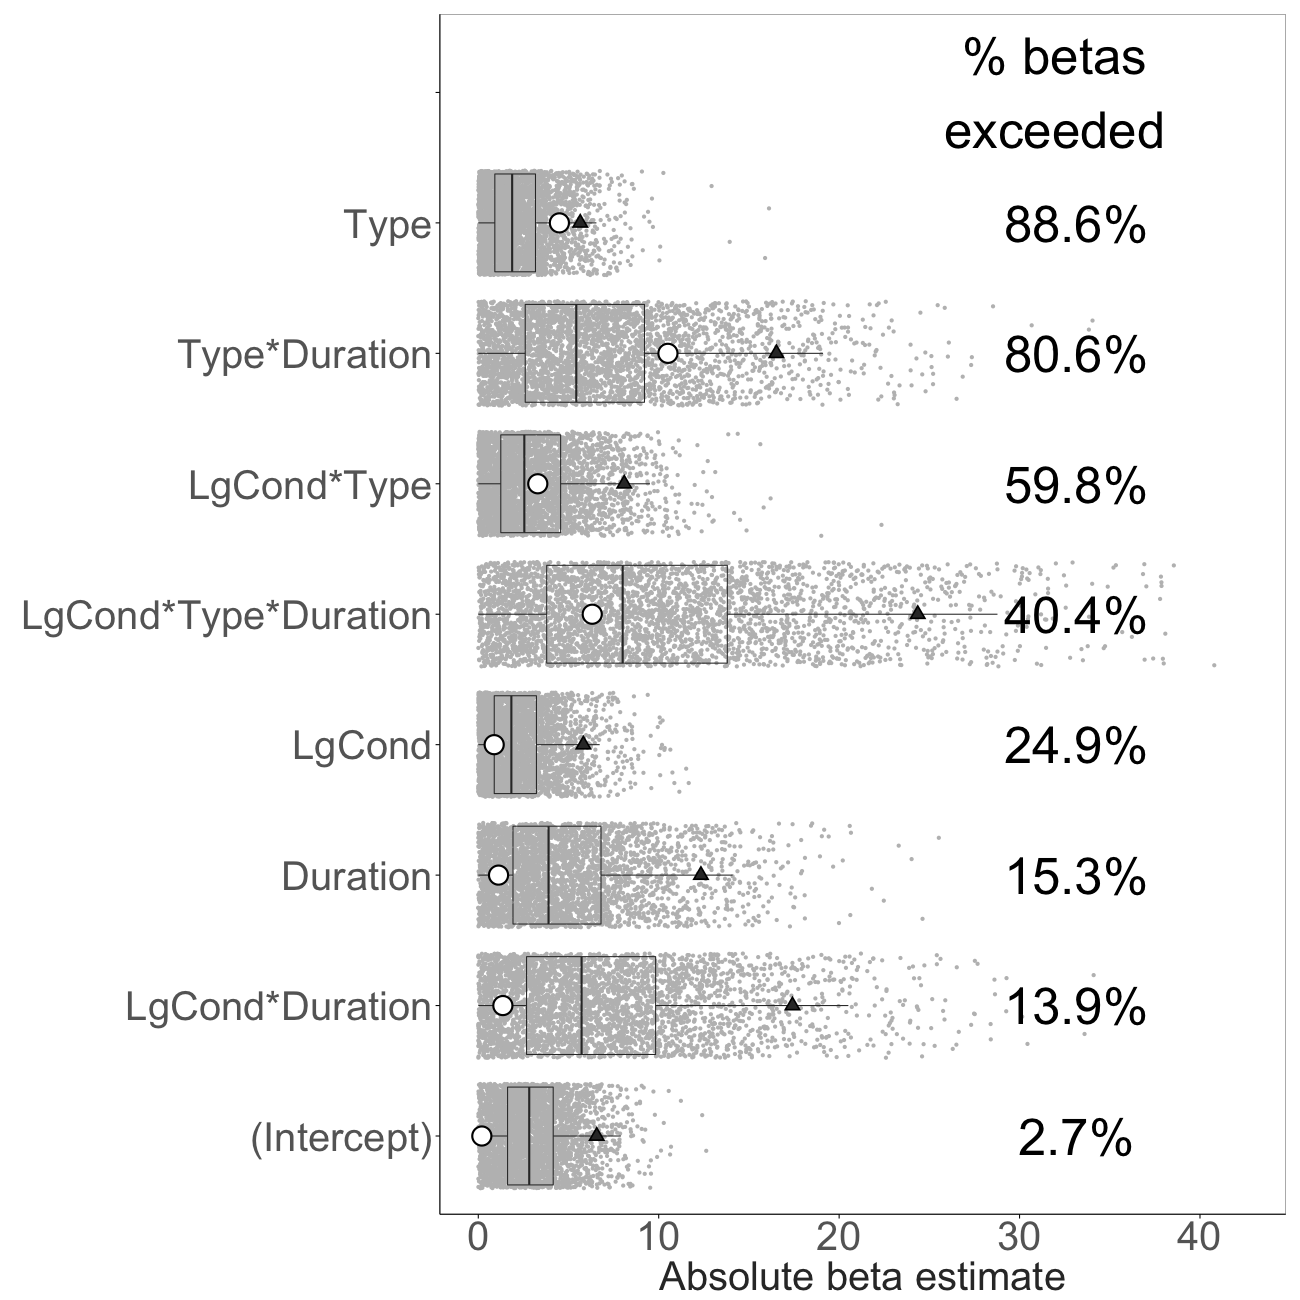 % betas
exceeded
Type 88.6%
Type*Duration 80.6%
LgCond*Type 59.8%
LgCond*Type*Duration 40.4%
LgCond 24.9%
Duration 15.3%
LgCond*Duration 13.9%
(Intercept) 2.7%
0 10 20 30 40
Absolute beta estimate